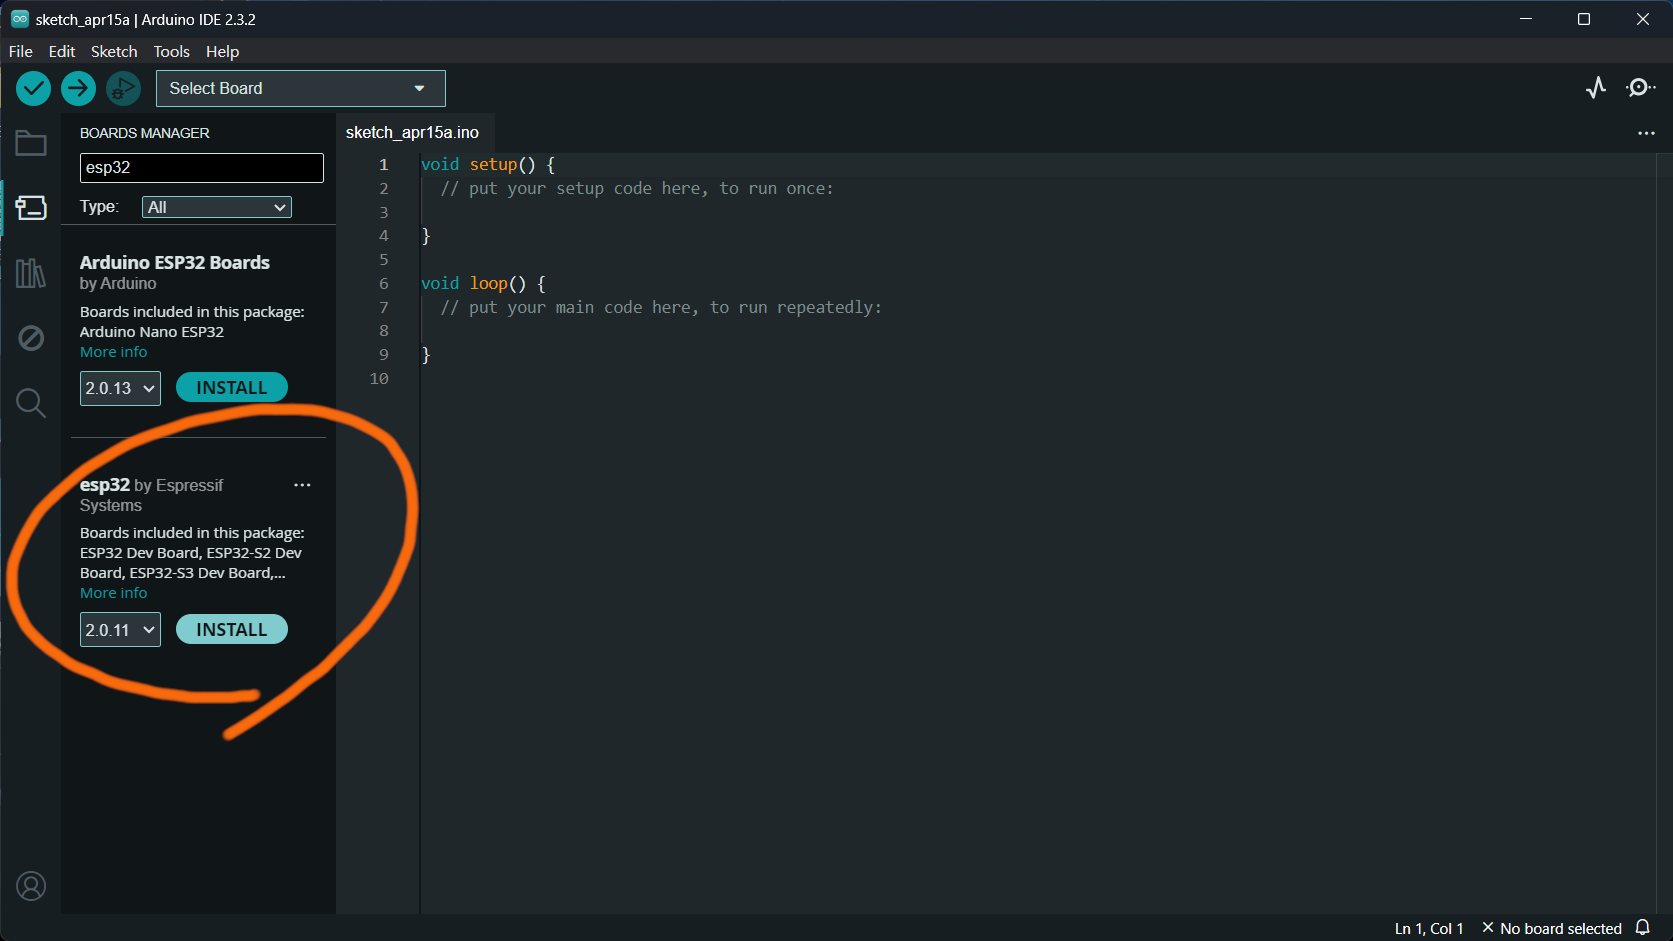 sketch_apr15a | Arduino IDE 2.3.2
File Edit Sketch Tools Help
Select Board
BOARDS MANAGER
esp32
Type: All
Arduino ESP32 Boards
by Arduino
Boards included in this package:
Arduino Nano ESP32
More info
2.0.13 INSTALL
esp32 by Espressif
Systems
Boards included in this package:
ESP32 Dev Board, ESP32-S2 Dev
Board, ESP32-S3 Dev Board,...
More info
2.0.11 INSTALL
sketch_apr15a.ino
1 void setup() {
2 // put your setup code here, to run once:
3
4 }
5
6 void loop() {
7 // put your main code here, to run repeatedly:
8
9 }
10
Ln 1, Col 1 No board selected